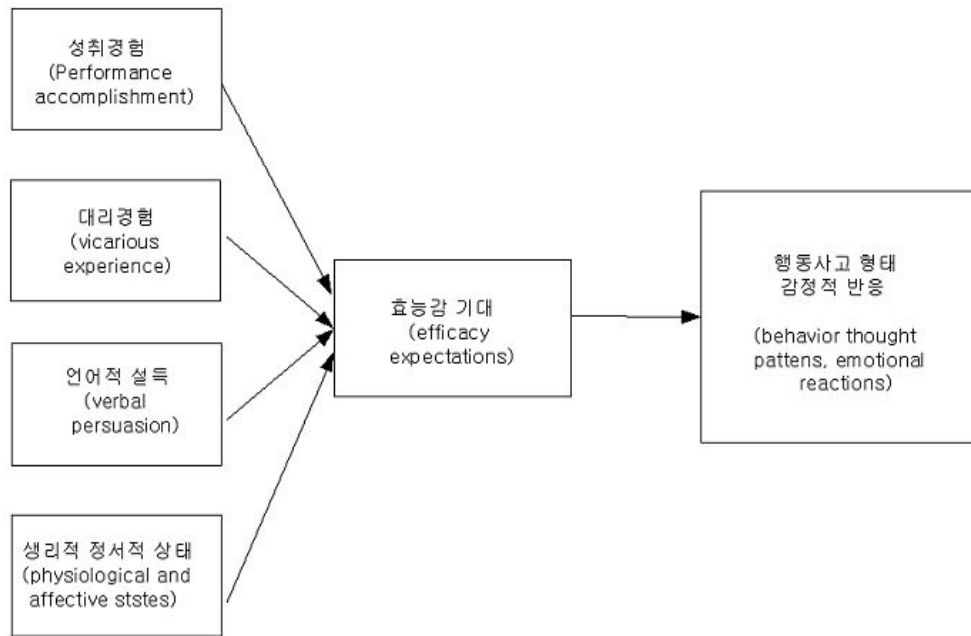 성취경험
(Performance
accomplishment)
대리경험
(vicarious
experience)
언어적 설득
(verbal
persuasion)
생리적 정서적 상태
(physiological and
affective ststes)
효능감 기대
(efficacy
expectations)
행동사고 형태
감정적 반응
(behavior thought
pattens, emotional
reactions)